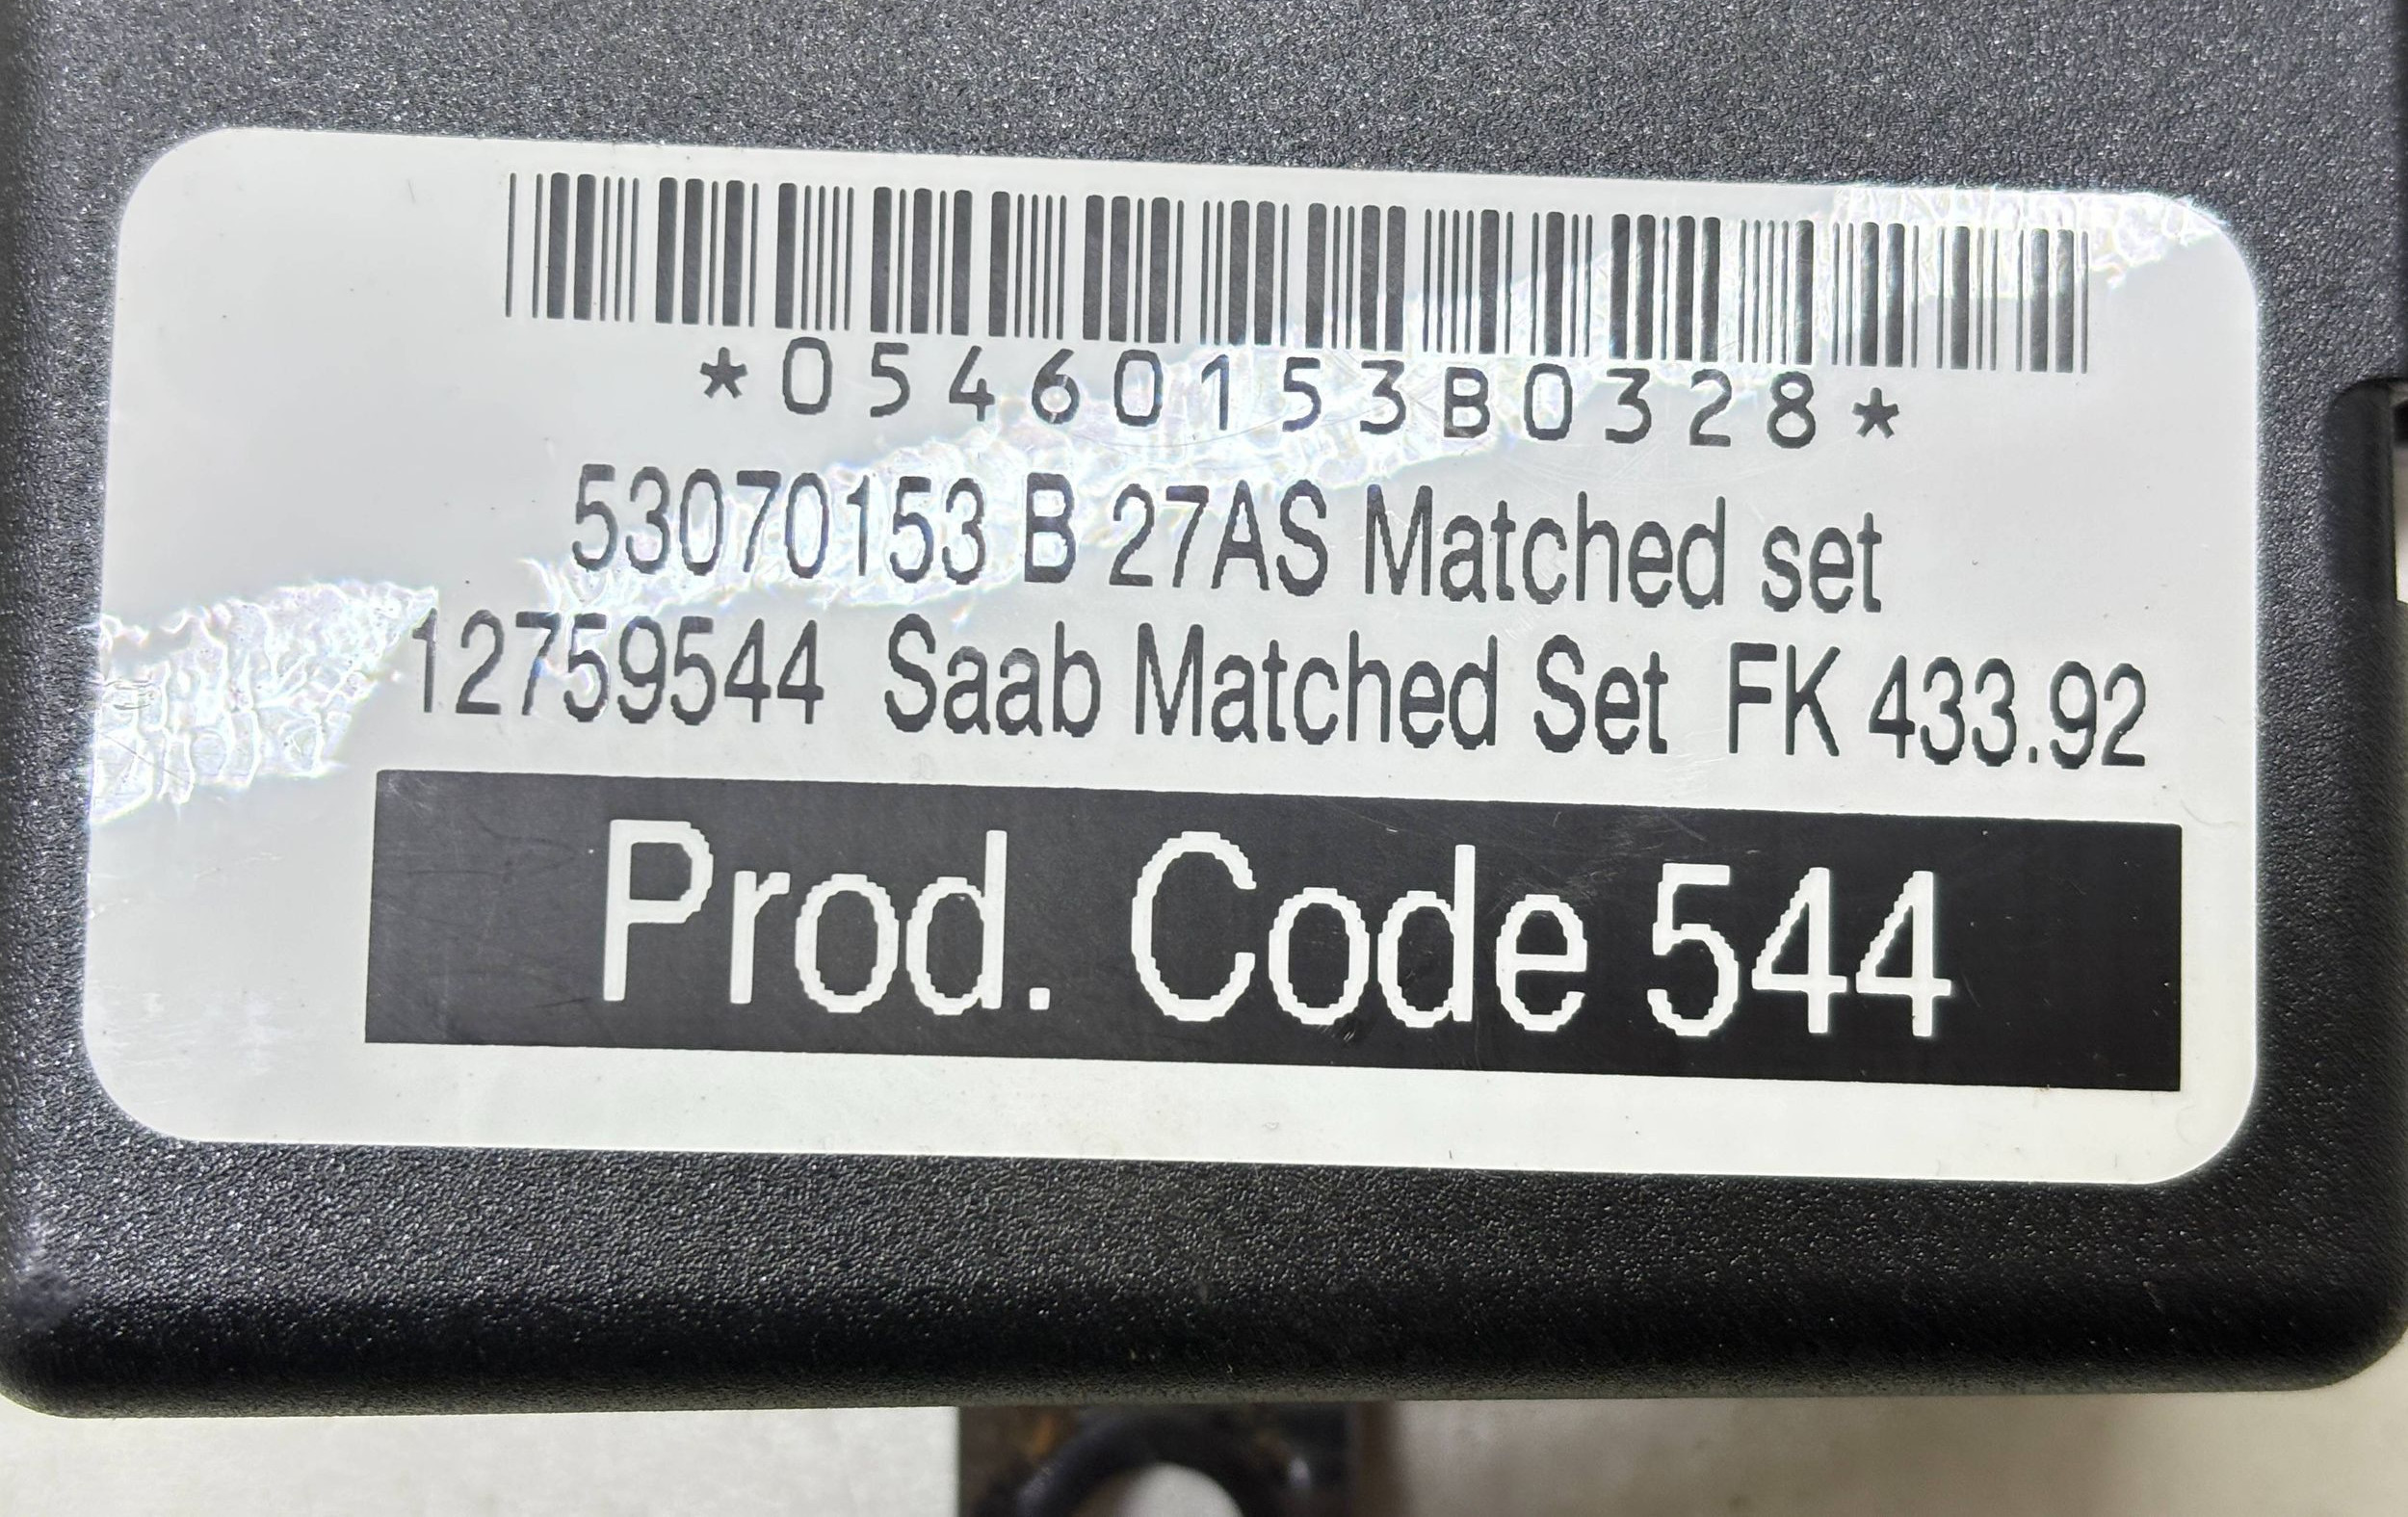 *05460153B0328*
53070153 B 27AS Matched set
12759544 Saab Matched Set FK 433.92
Prod. Code 544